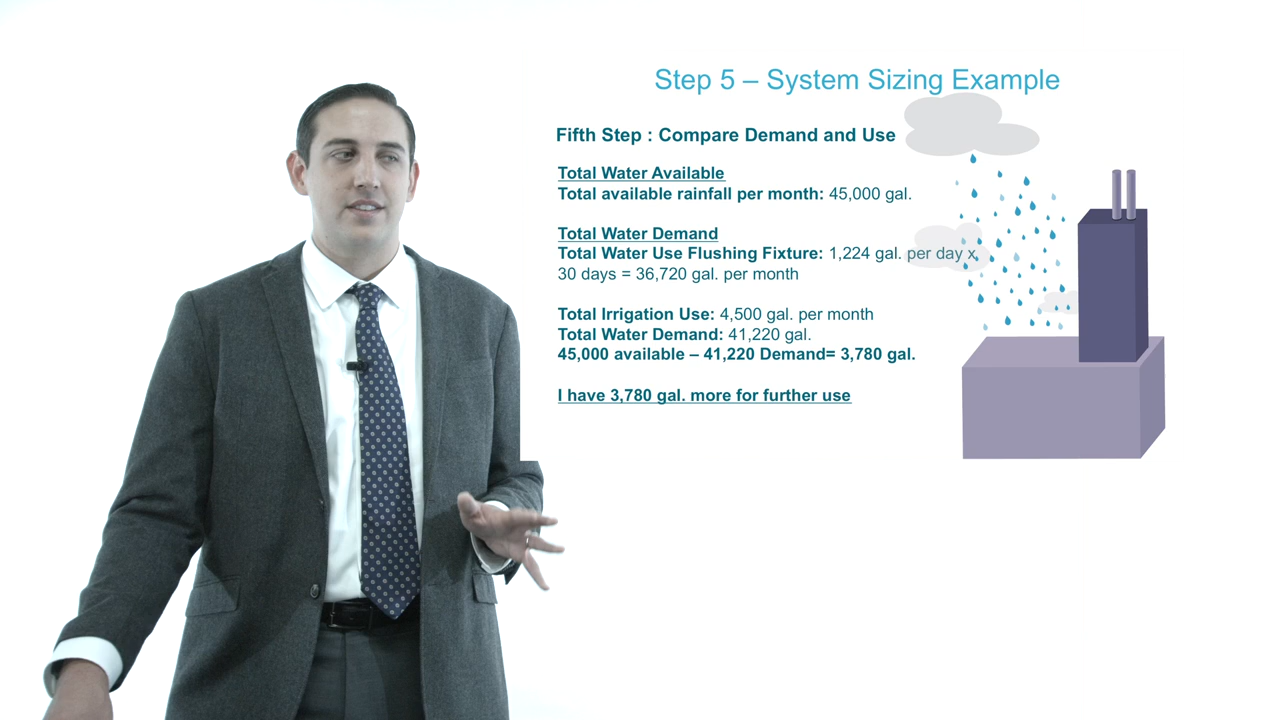 Step 5 – System Sizing Example
Fifth Step : Compare Demand and Use
Total Water Available
Total available rainfall per month: 45,000 gal.
Total Water Demand
Total Water Use Flushing Fixture: 1,224 gal. per day x
30 days = 36,720 gal. per month
Total Irrigation Use: 4,500 gal. per month
Total Water Demand: 41,220 gal.
45,000 available – 41,220 Demand= 3,780 gal.
I have 3,780 gal. more for further use